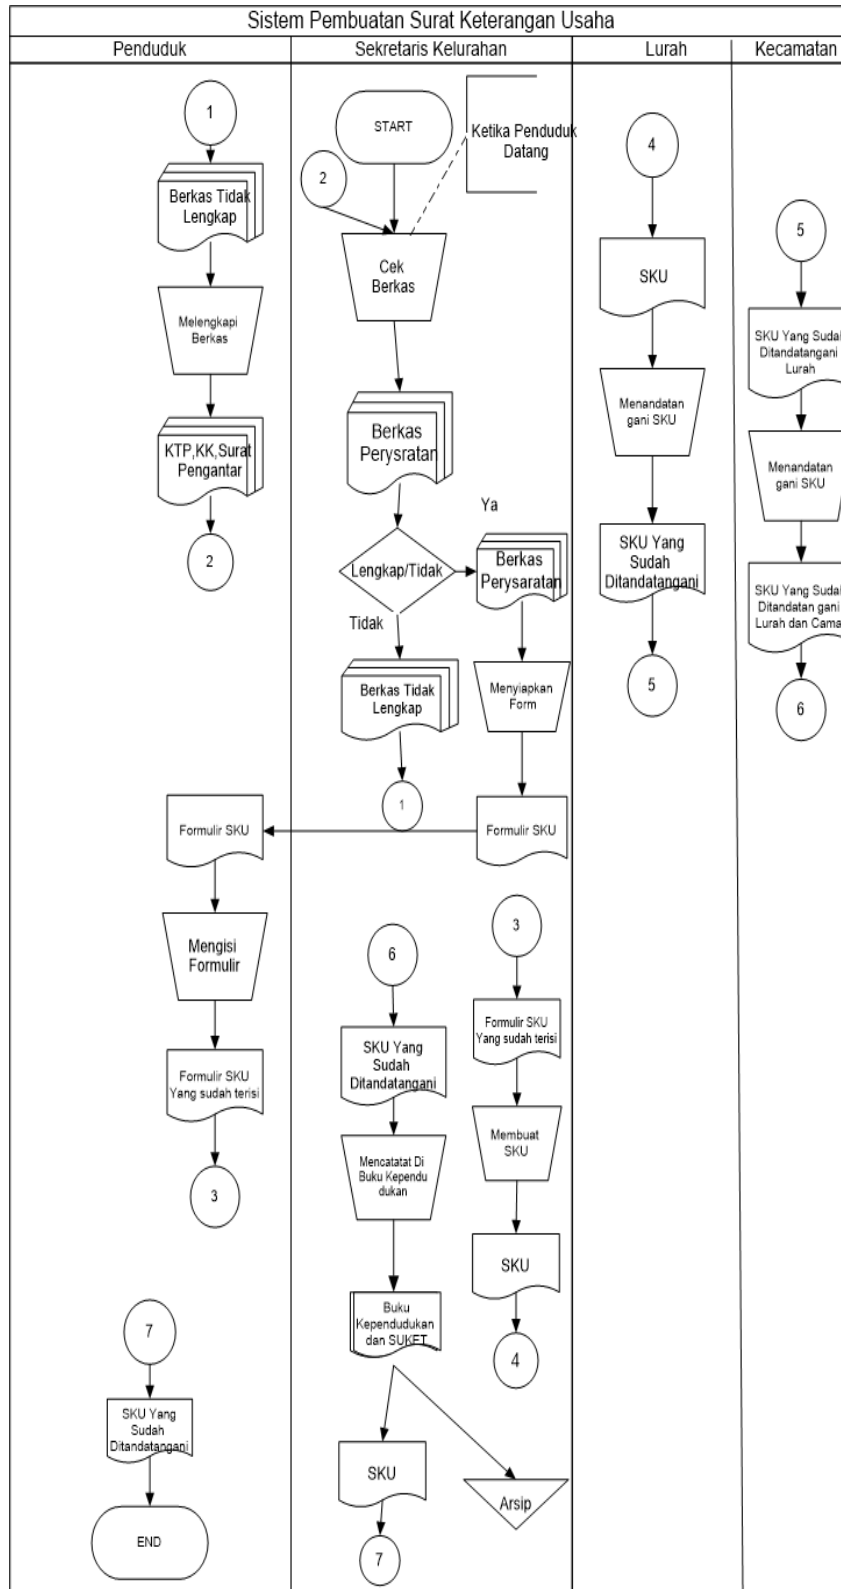 Sistem Pembuatan Surat Keterangan Usaha
Penduduk
Sekretaris Kelurahan
Lurah
Kecamatan
1
Berkas Tidak
Lengkap
Melengkapi
Berkas
KTP,KK,Surat
Pengantar
2
Formulir SKU
Mengisi
Formulir
Formulir SKU
Yang sudah terisi
3
7
SKU Yang
Sudah
Ditandatangani
END
START
Ketika Penduduk
Datang
2
Cek
Berkas
Berkas
Perysratan
Ya
Lengkap/Tidak
Berkas
Perysaratan
Tidak
Berkas Tidak
Lengkap
Menyiapkan
Form
1
Formulir SKU
6
SKU Yang
Sudah
Ditandatangani
Mencatatat Di
Buku Kependu
dukan
Buku
Kependudukan
dan SUKET
SKU
7
Arsip
3
Formulir SKU
Yang sudah terisi
Membuat
SKU
SKU
4
4
SKU
Menandatan
gani SKU
SKU Yang
Sudah
Ditandatangani
5
5
SKU Yang Sudah
Ditandatangani
Lurah
Menandatan
gani SKU
SKU Yang Sudah
Ditandatan gani
Lurah dan Cama
6